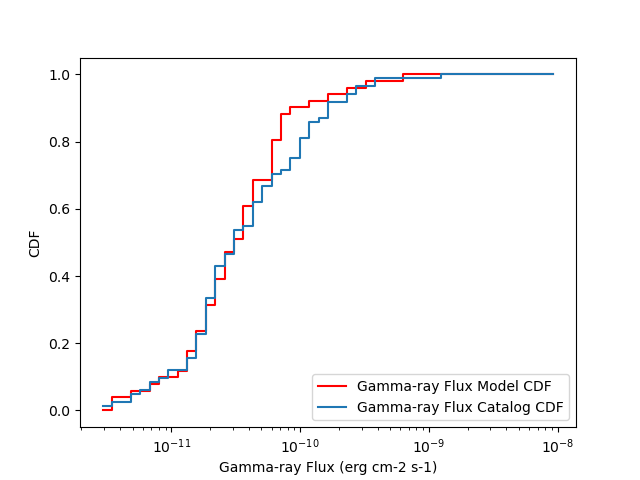 1.0
0.8
0.6
0.4
0.2
0.0
CDF
Gamma-ray Flux Model CDF
Gamma-ray Flux Catalog CDF
10⁻¹¹ 10⁻¹⁰ 10⁻⁹ 10⁻⁸
Gamma-ray Flux (erg cm-2 s-1)